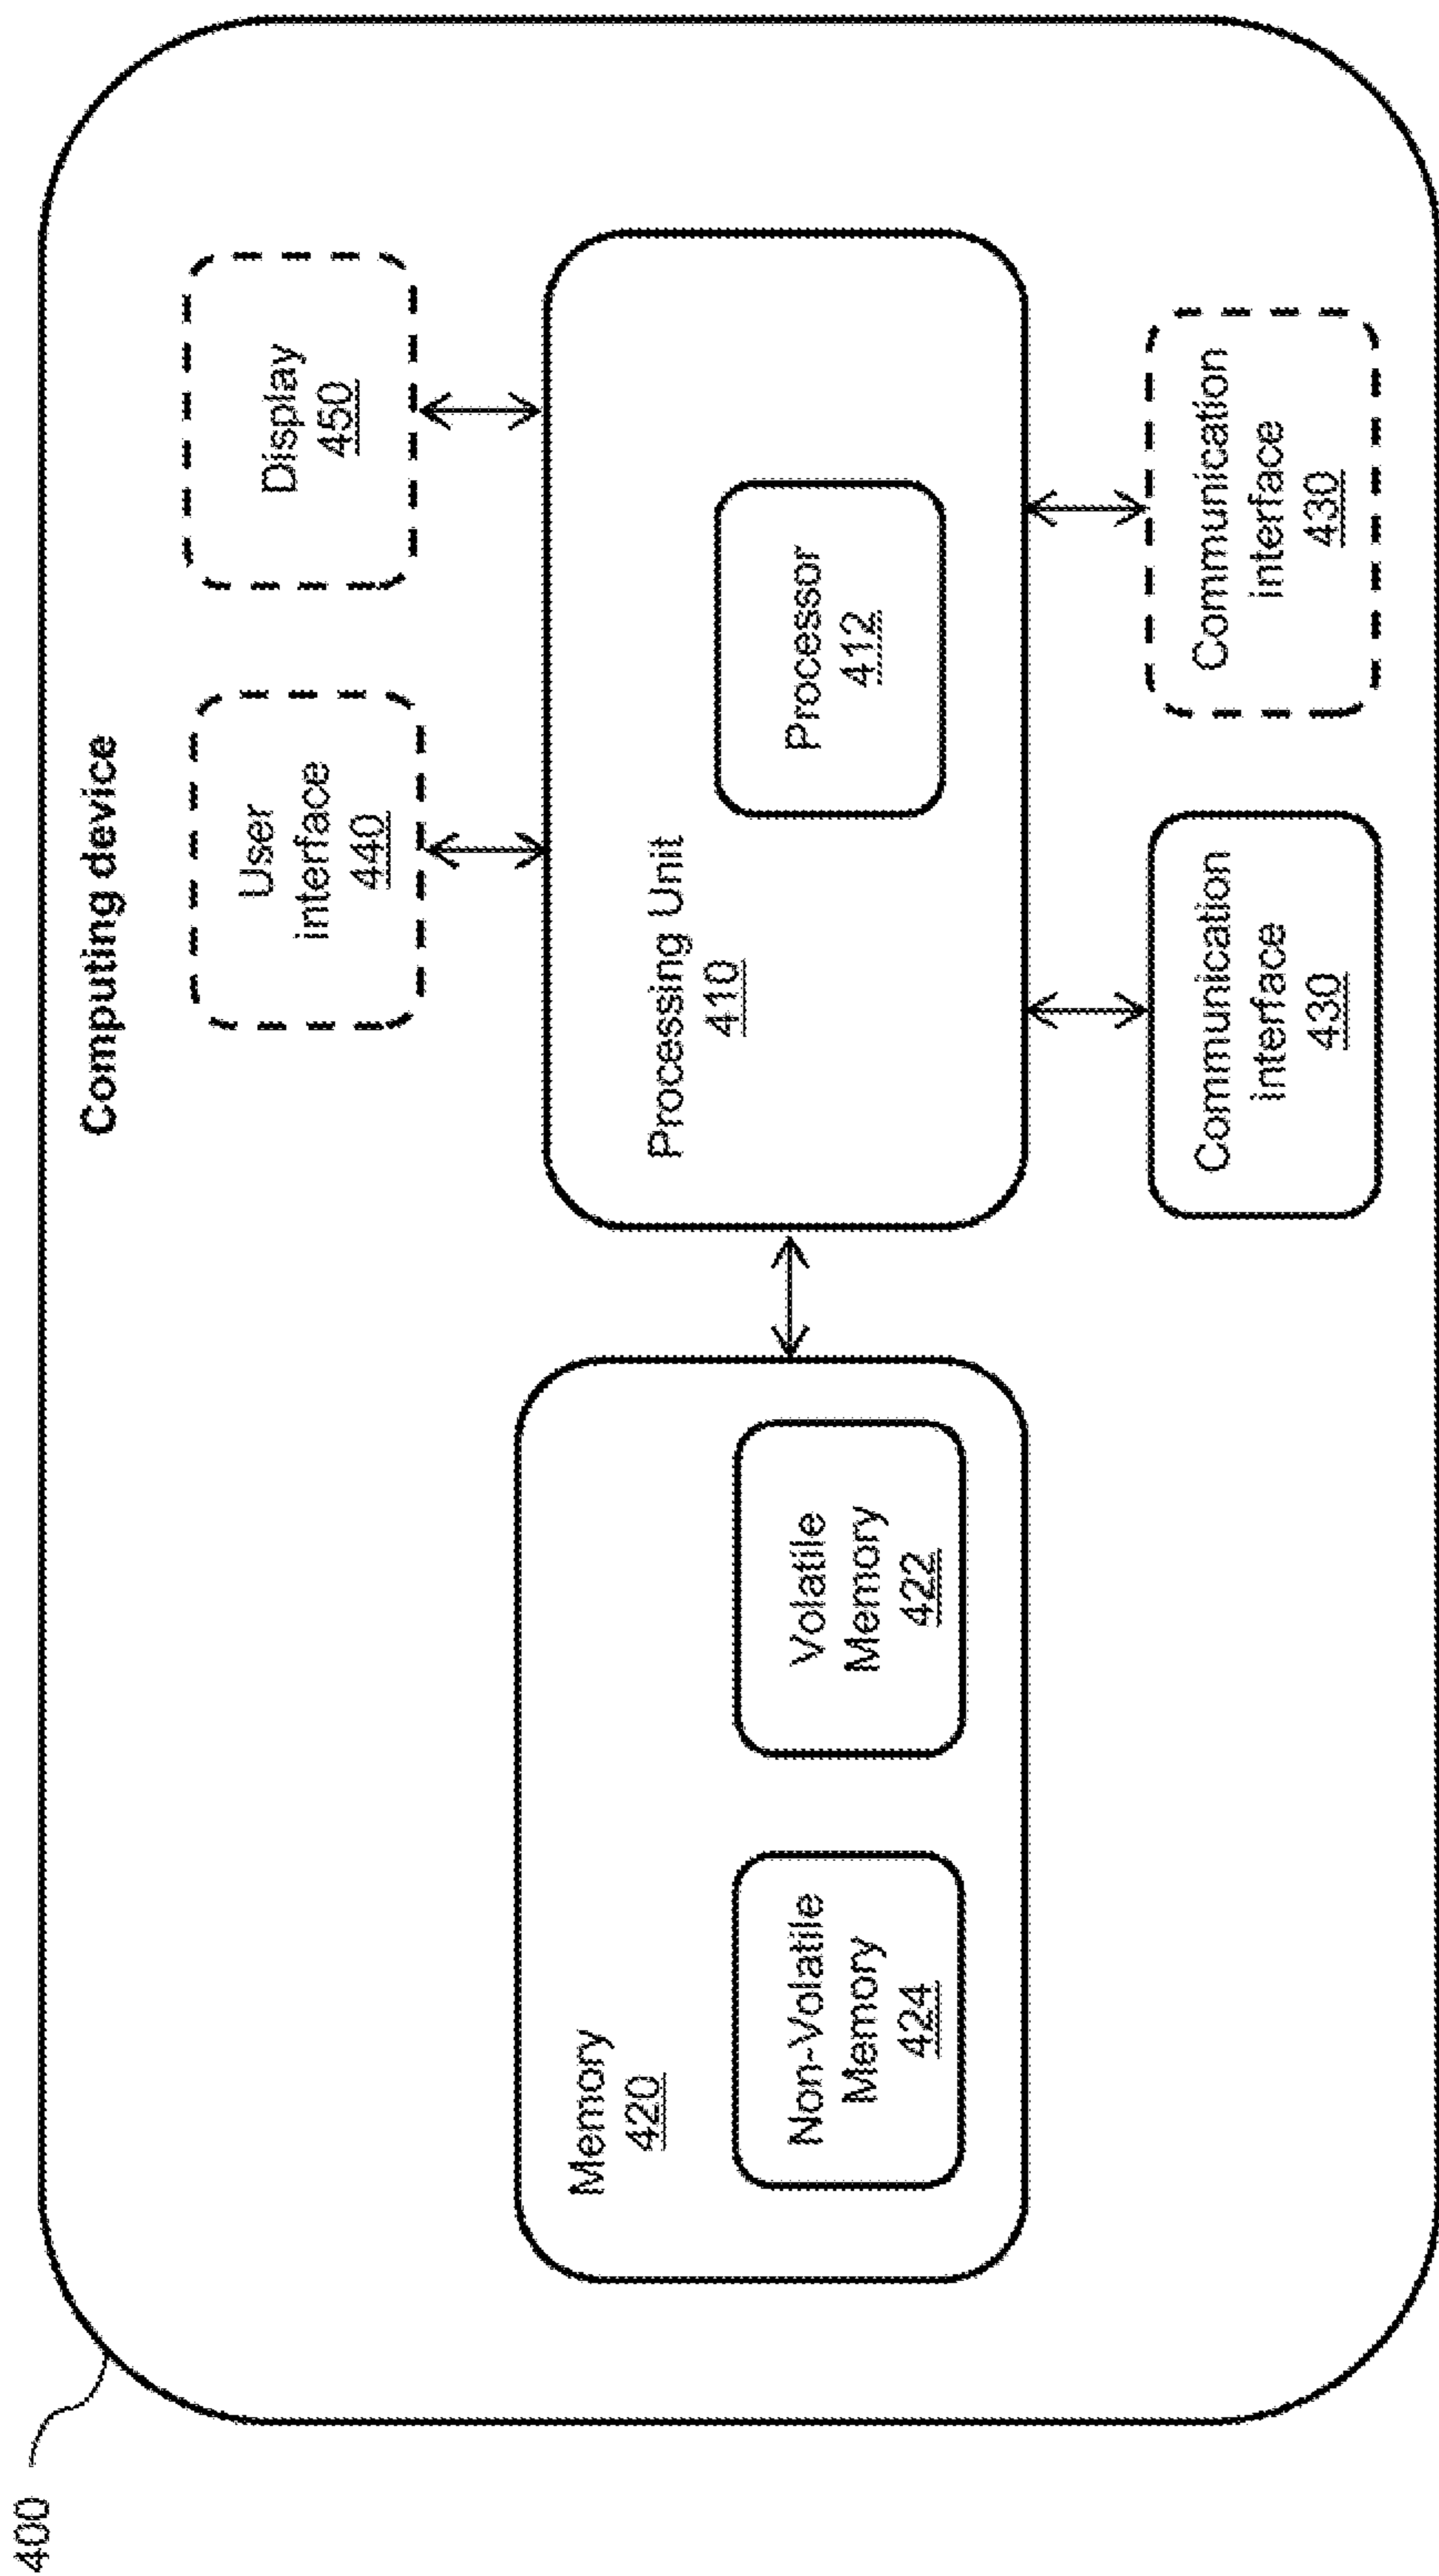 400
Computing device
Memory
420
Non-Volatile
Memory
424
Volatile
Memory
422
Processing Unit
410
Processor
412
User
interface
440
Display
450
Communication
interface
430
Communication
interface
430